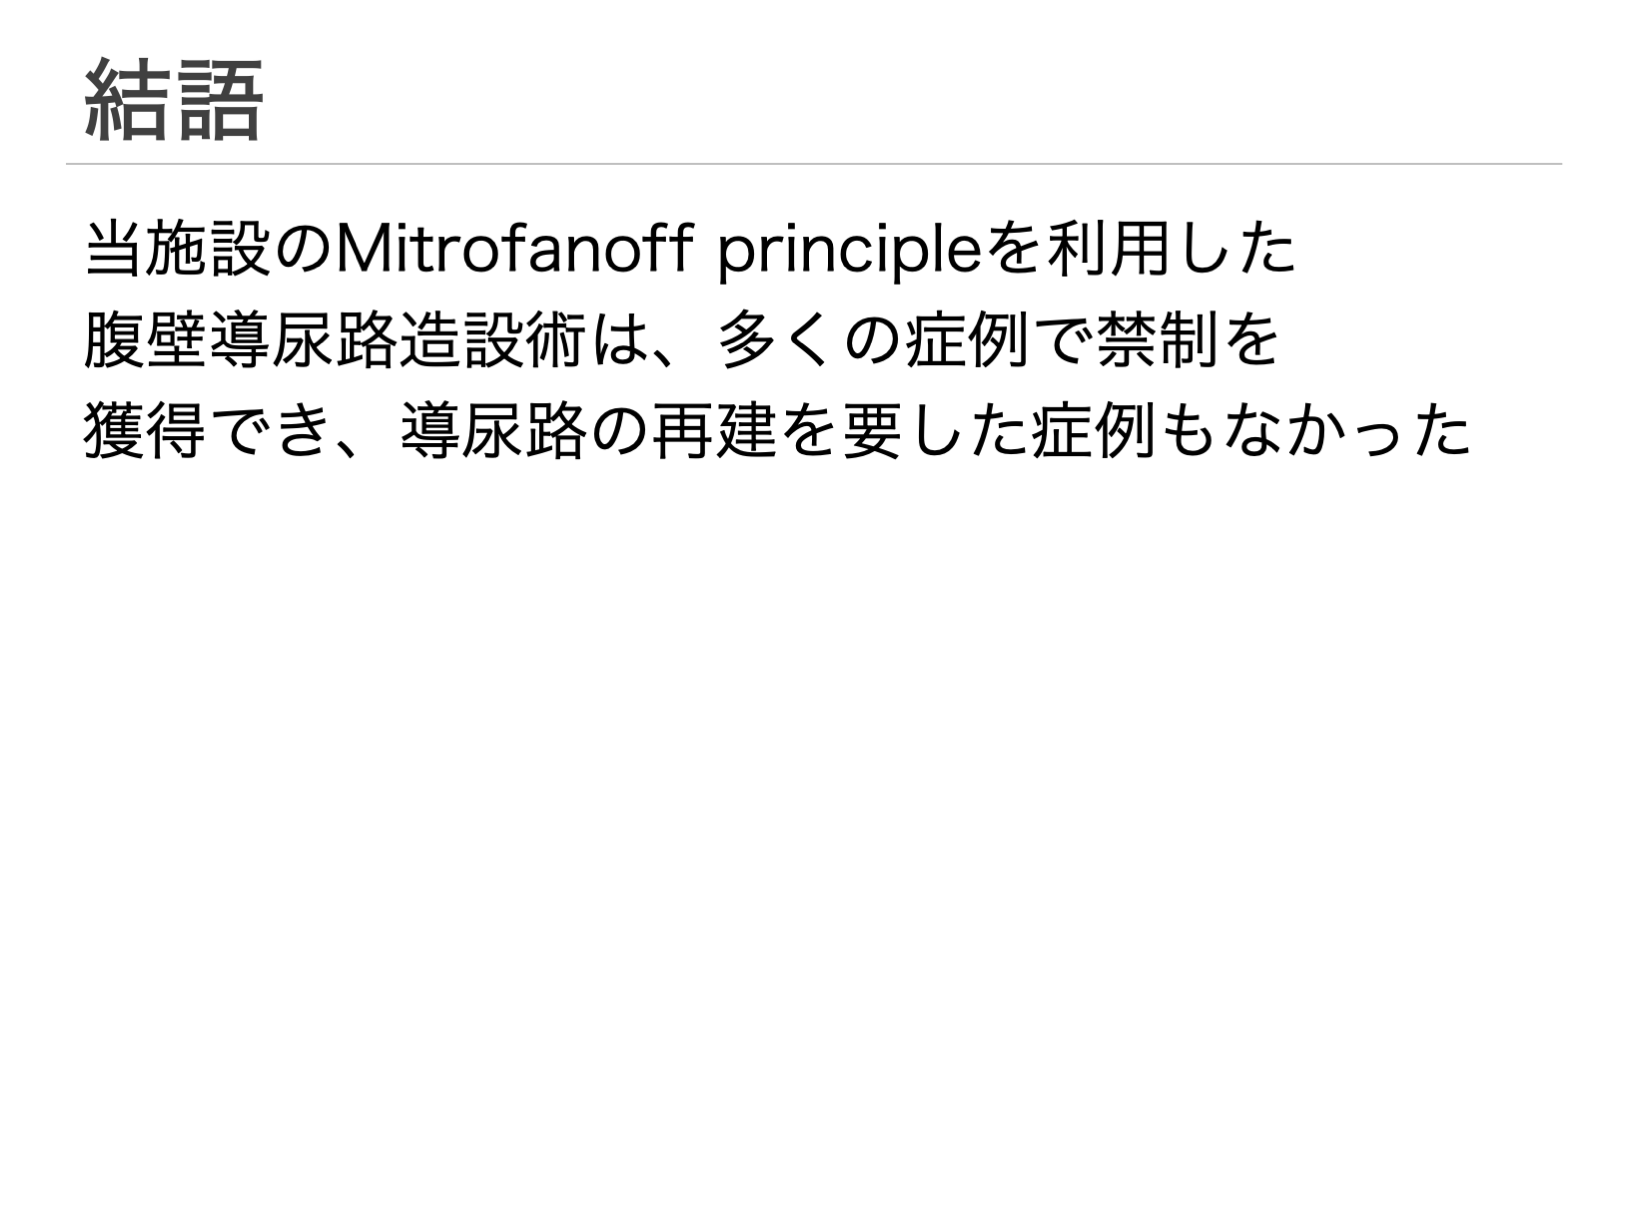 結語
当施設のMitrofanoff principleを利用した
腹壁導尿路造設術は、多くの症例で禁制を
獲得でき、導尿路の再建を要した症例もなかった